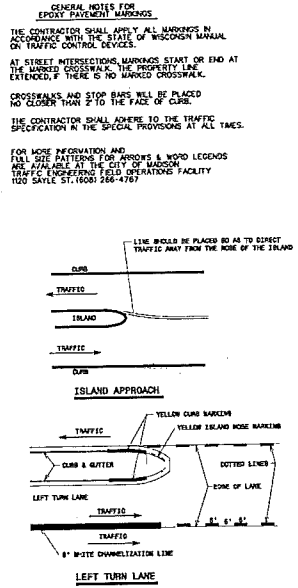 GENERAL NOTES FOR
EPOXY PAVEMENT MARKINGS
THE CONTRACTOR SHALL APPLY ALL MARKINGS IN
ACCORDANCE WITH THE STATE OF WISCONSIN MANUAL
ON TRAFFIC CONTROL DEVICES.
AT STREET INTERSECTIONS, MARKINGS START OR END AT
THE MARKED CROSSWALK. THE PROPERTY LINE
EXTENDED, IF THERE IS NO MARKED CROSSWALK.
CROSSWALKS AND STOP BARS WILL BE PLACED
NO CLOSER THAN 2' TO THE FACE OF CURB.
THE CONTRACTOR SHALL ADHERE TO THE TRAFFIC
SPECIFICATION IN THE SPECIAL PROVISIONS AT ALL TIMES.
FOR MORE INFORMATION AND
FULL SIZE PATTERNS FOR ARROWS & WORD LEGENDS
ARE AVAILABLE AT THE CITY OF MADISON
TRAFFIC ENGINEERING FIELD OPERATIONS FACILITY
1120 SAYLE ST. (608) 266-4767
LINE SHOULD BE PLACED SO AS TO DIRECT
TRAFFIC AWAY FROM THE NOSE OF THE ISLAND
CURB
TRAFFIC
ISLAND
TRAFFIC
CURB
ISLAND APPROACH
YELLOW CURB MARKING
YELLOW ISLAND NOSE MARKING
TRAFFIC
CURB & GUTTER
DOTTED LINES
EDGE OF LANE
LEFT TURN LANE
TRAFFIC
2' 6' 2'
TRAFFIC
8" WHITE CHANNELIZATION LINE
LEFT TURN LANE